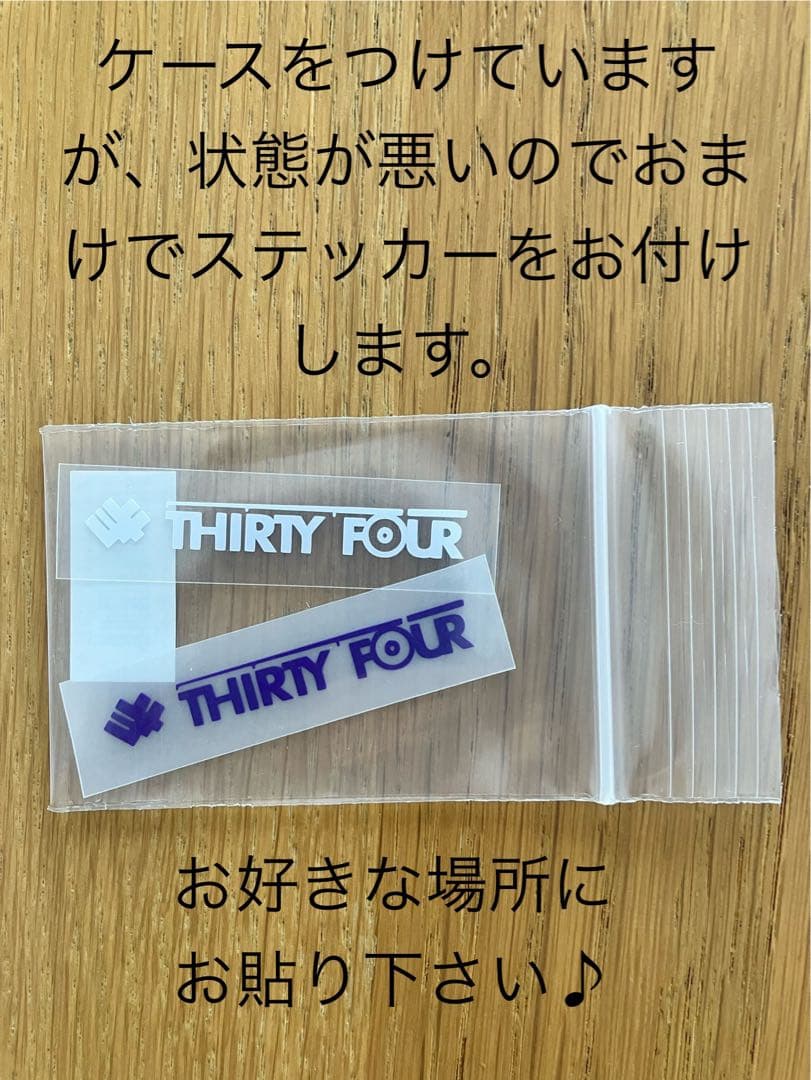 ケースをつけています
が、状態が悪いのでおま
けでステッカーをお付け
します。
THIRTY FOUR
THIRTY FOUR
お好きな場所に
お貼り下さい♪